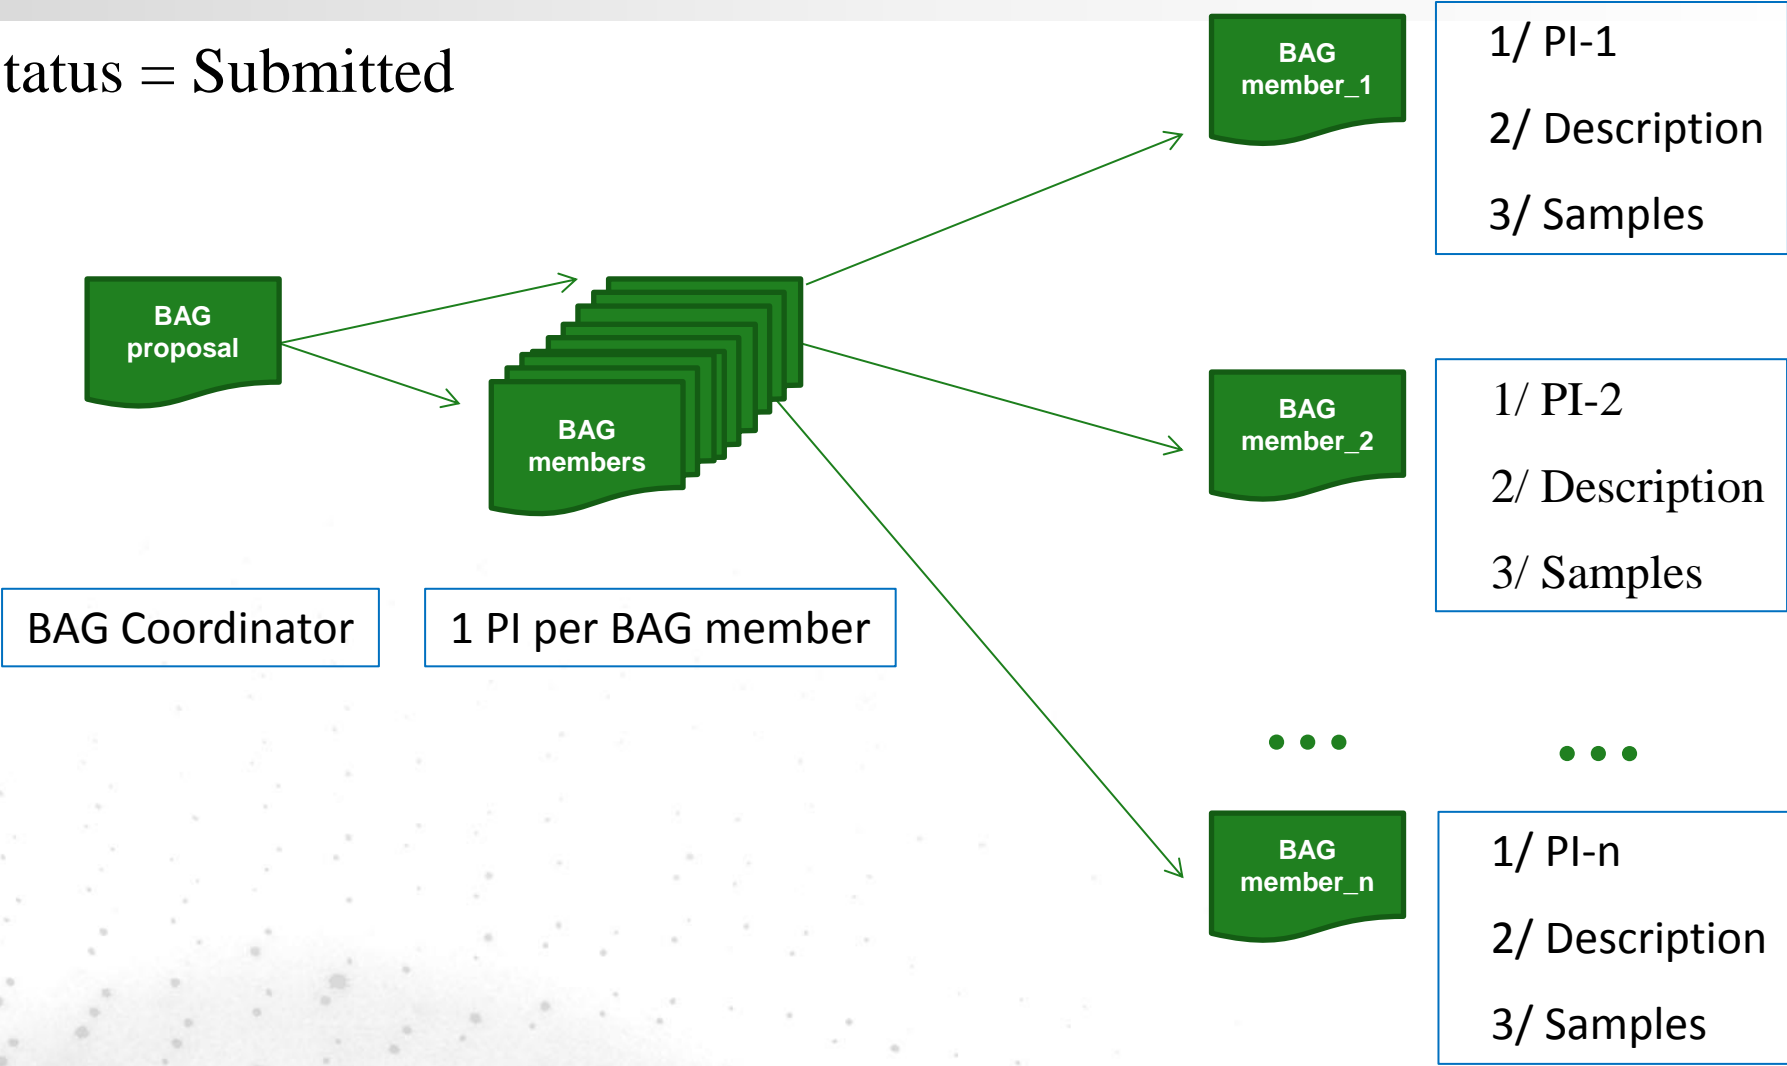 tatus = Submitted
BAG
proposal
BAG
members
BAG Coordinator
1 PI per BAG member
BAG
member_1
1/ PI-1
2/ Description
3/ Samples
BAG
member_2
1/ PI-2
2/ Description
3/ Samples
...
...
BAG
member_n
1/ PI-n
2/ Description
3/ Samples